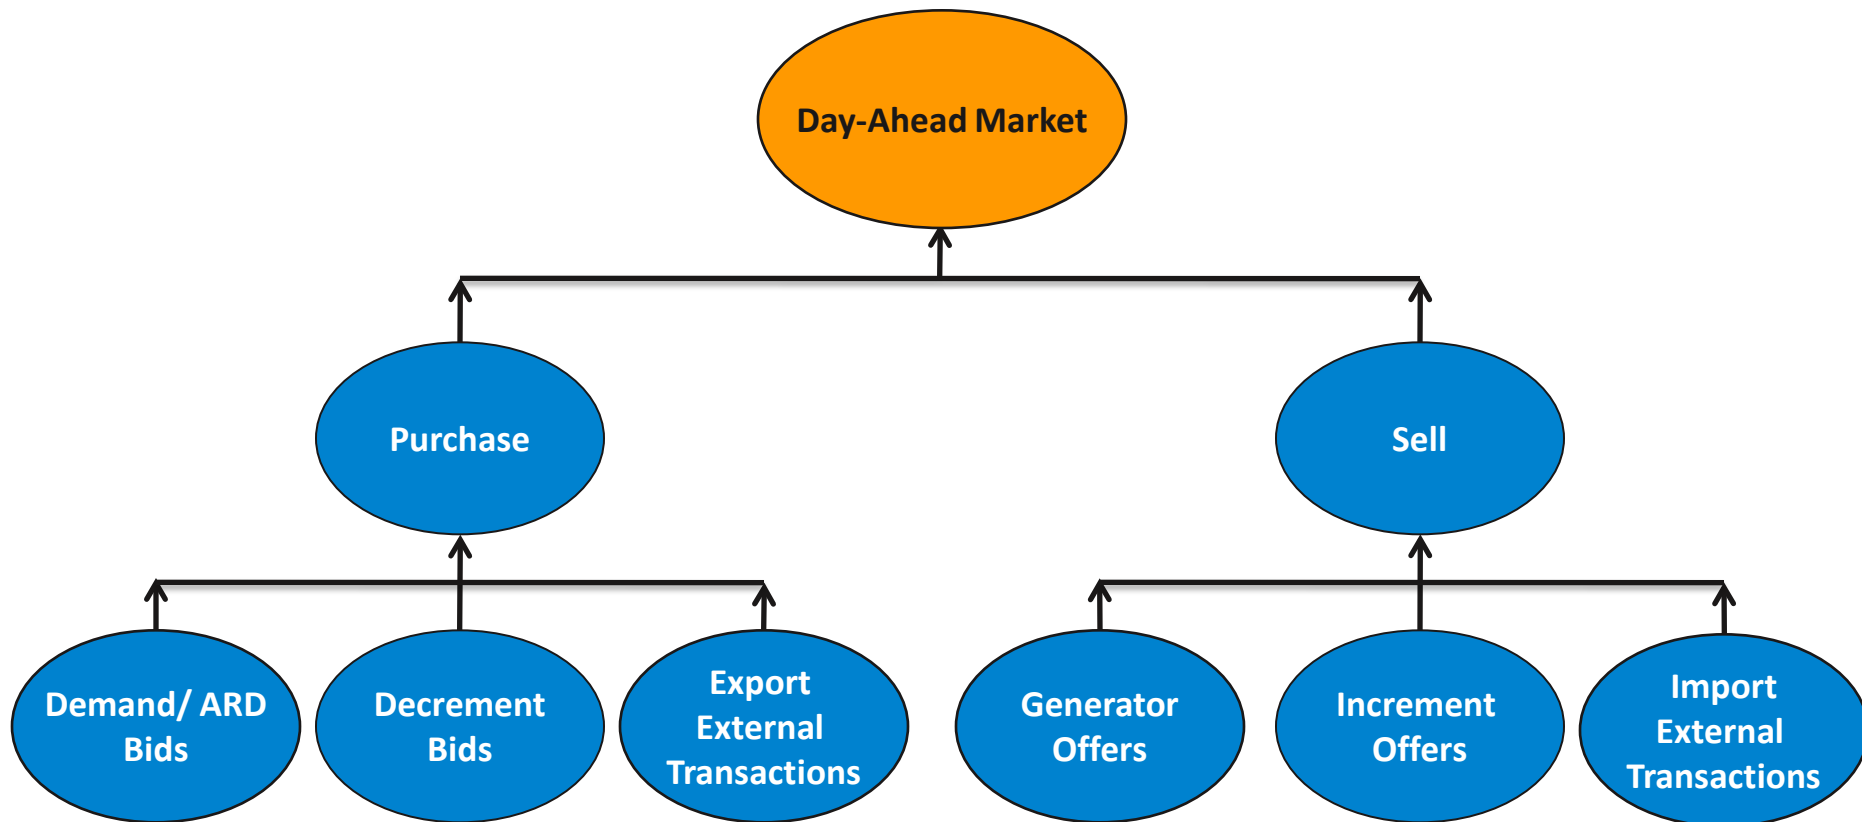 Day-Ahead Market
Purchase
Sell
Demand/ ARD
Bids
Decrement
Bids
Export
External
Transactions
Generator
Offers
Increment
Offers
Import
External
Transactions